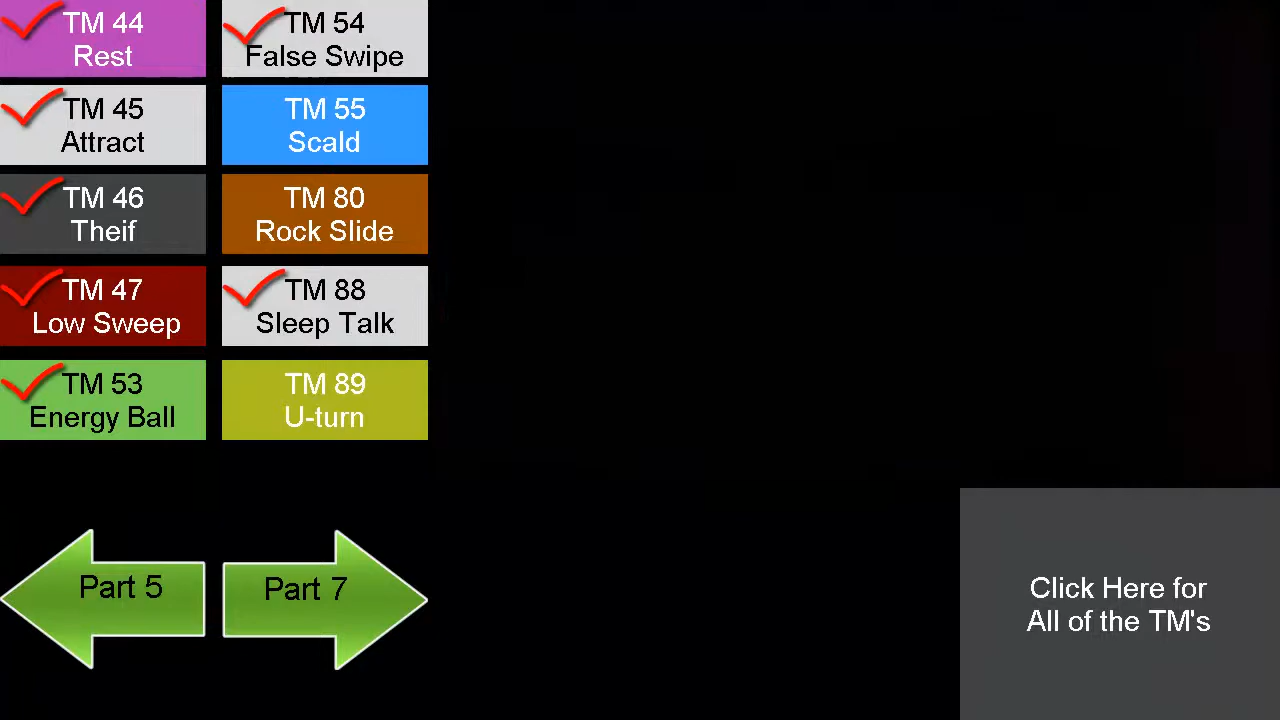 TM 44
Rest
TM 54
False Swipe
TM 45
Attract
TM 55
Scald
TM 46
Theif
TM 80
Rock Slide
TM 47
Low Sweep
TM 88
Sleep Talk
TM 53
Energy Ball
TM 89
U-turn
Part 5
Part 7
Click Here for
All of the TM's